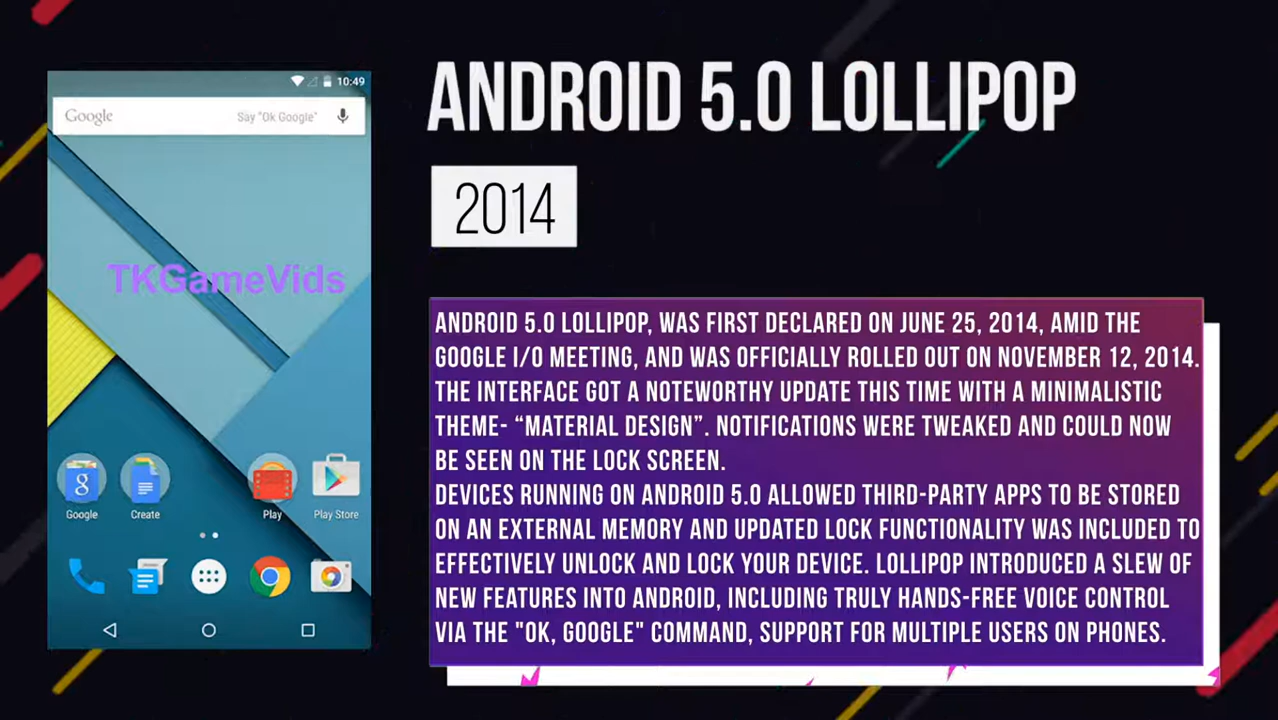 10:49
Google Say "Ok Google"
TKGameVids
Google Create Play Play Store
ANDROID 5.0 LOLLIPOP
2014
ANDROID 5.0 LOLLIPOP, WAS FIRST DECLARED ON JUNE 25, 2014, AMID THE
GOOGLE I/O MEETING, AND WAS OFFICIALLY ROLLED OUT ON NOVEMBER 12, 2014.
THE INTERFACE GOT A NOTEWORTHY UPDATE THIS TIME WITH A MINIMALISTIC
THEME- “MATERIAL DESIGN”. NOTIFICATIONS WERE TWEAKED AND COULD NOW
BE SEEN ON THE LOCK SCREEN.
DEVICES RUNNING ON ANDROID 5.0 ALLOWED THIRD-PARTY APPS TO BE STORED
ON AN EXTERNAL MEMORY AND UPDATED LOCK FUNCTIONALITY WAS INCLUDED TO
EFFECTIVELY UNLOCK AND LOCK YOUR DEVICE. LOLLIPOP INTRODUCED A SLEW OF
NEW FEATURES INTO ANDROID, INCLUDING TRULY HANDS-FREE VOICE CONTROL
VIA THE "OK, GOOGLE" COMMAND, SUPPORT FOR MULTIPLE USERS ON PHONES.